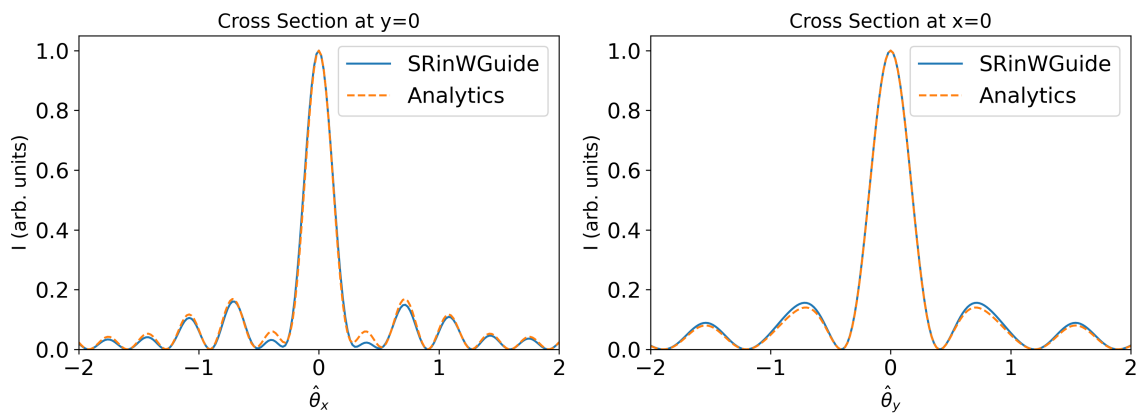 Cross Section at y=0
I (arb. units)
1.0
0.8
0.6
0.4
0.2
0.0
−2
−1
0
1
2
θ̂ₓ
SRinWGuide
Analytics
Cross Section at x=0
I (arb. units)
1.0
0.8
0.6
0.4
0.2
0.0
−2
−1
0
1
2
θ̂_y
SRinWGuide
Analytics